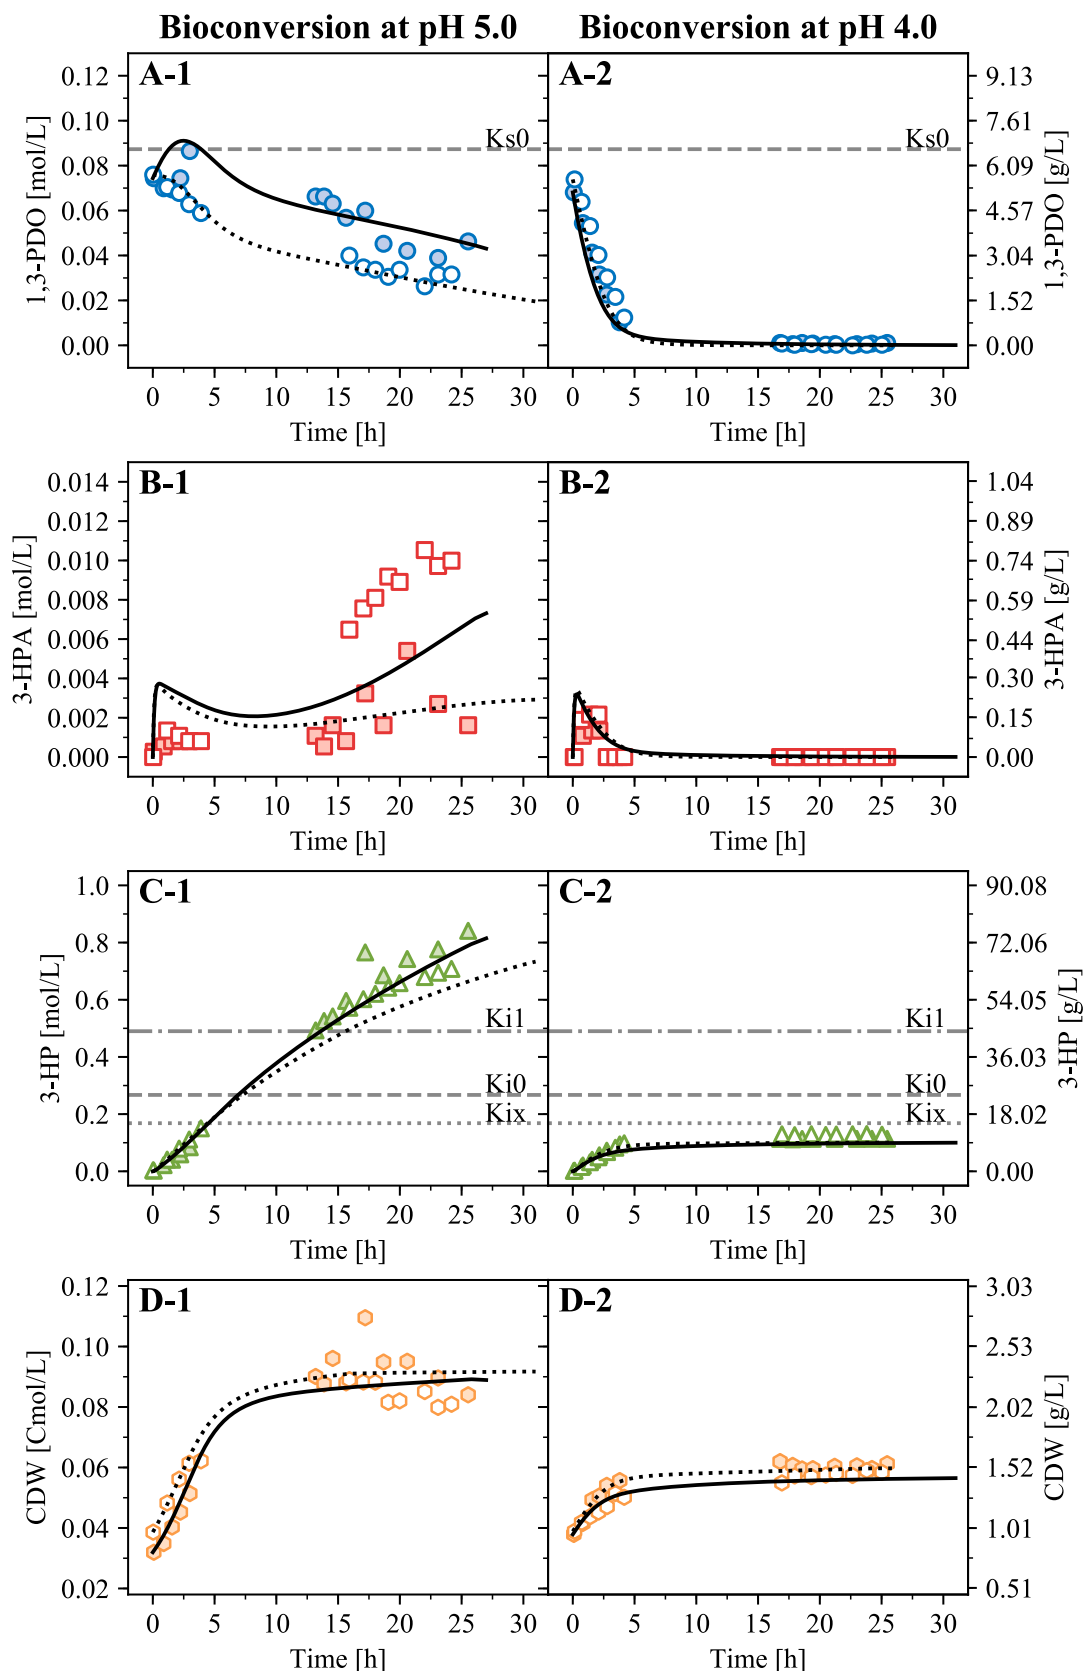 Bioconversion at pH 5.0 Bioconversion at pH 4.0
A-1 A-2
0.12 0.10 0.08 0.06 0.04 0.02 0.00
1,3-PDO [mol/L]
Ks0
9.13 7.61 6.09 4.57 3.04 1.52 0.00
1,3-PDO [g/L]
0 5 10 15 20 25 30 0 5 10 15 20 25 30
Time [h] Time [h]
B-1 B-2
0.014 0.012 0.010 0.008 0.006 0.004 0.002 0.000
3-HPA [mol/L]
1.04 0.89 0.74 0.59 0.44 0.30 0.15 0.00
3-HPA [g/L]
0 5 10 15 20 25 30 0 5 10 15 20 25 30
Time [h] Time [h]
C-1 C-2
1.0 0.8 0.6 0.4 0.2 0.0
3-HP [mol/L]
Ki1 Ki1
Ki0 Ki0
Kix Kix
90.08 72.06 54.05 36.03 18.02 0.00
3-HP [g/L]
0 5 10 15 20 25 30 0 5 10 15 20 25 30
Time [h] Time [h]
D-1 D-2
0.12 0.10 0.08 0.06 0.04 0.02
CDW [Cmol/L]
3.03 2.53 2.02 1.52 1.01 0.51
CDW [g/L]
0 5 10 15 20 25 30 0 5 10 15 20 25 30
Time [h] Time [h]